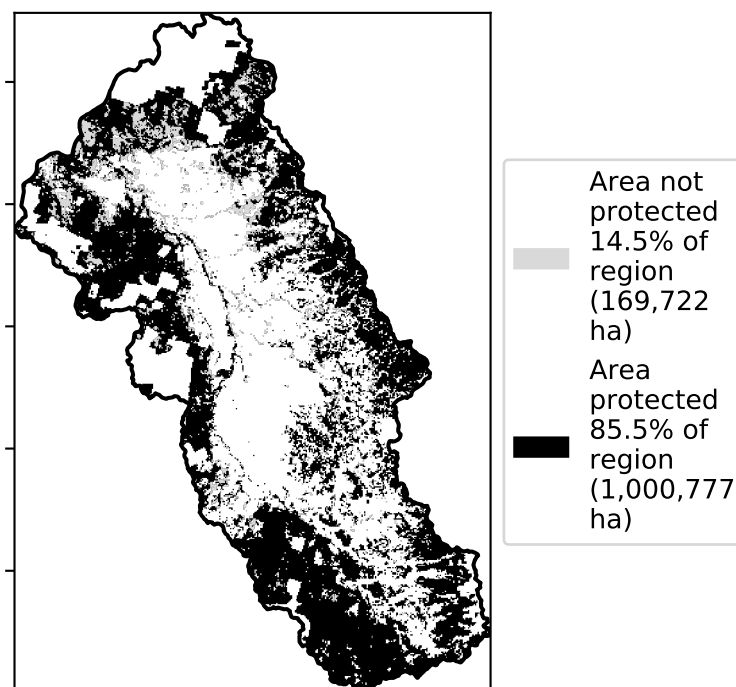 Area not
protected
14.5% of
region
(169,722
ha)
Area
protected
85.5% of
region
(1,000,777
ha)